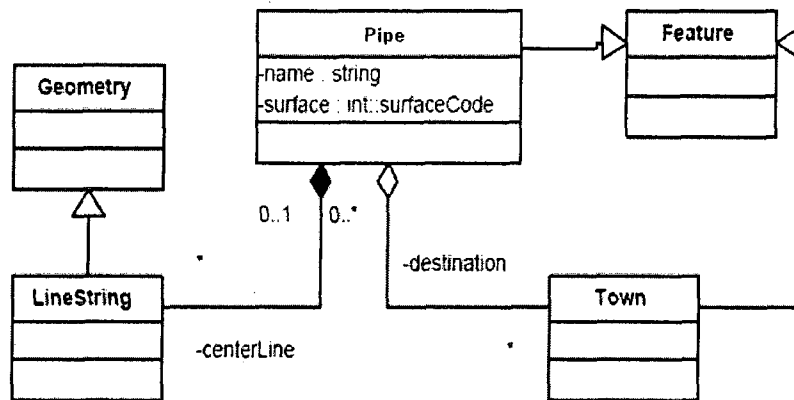 Pipe
-name : string
-surface : int::surfaceCode
Feature
Geometry
0..1
0..*
*
-destination
LineString
-centerLine
Town
*